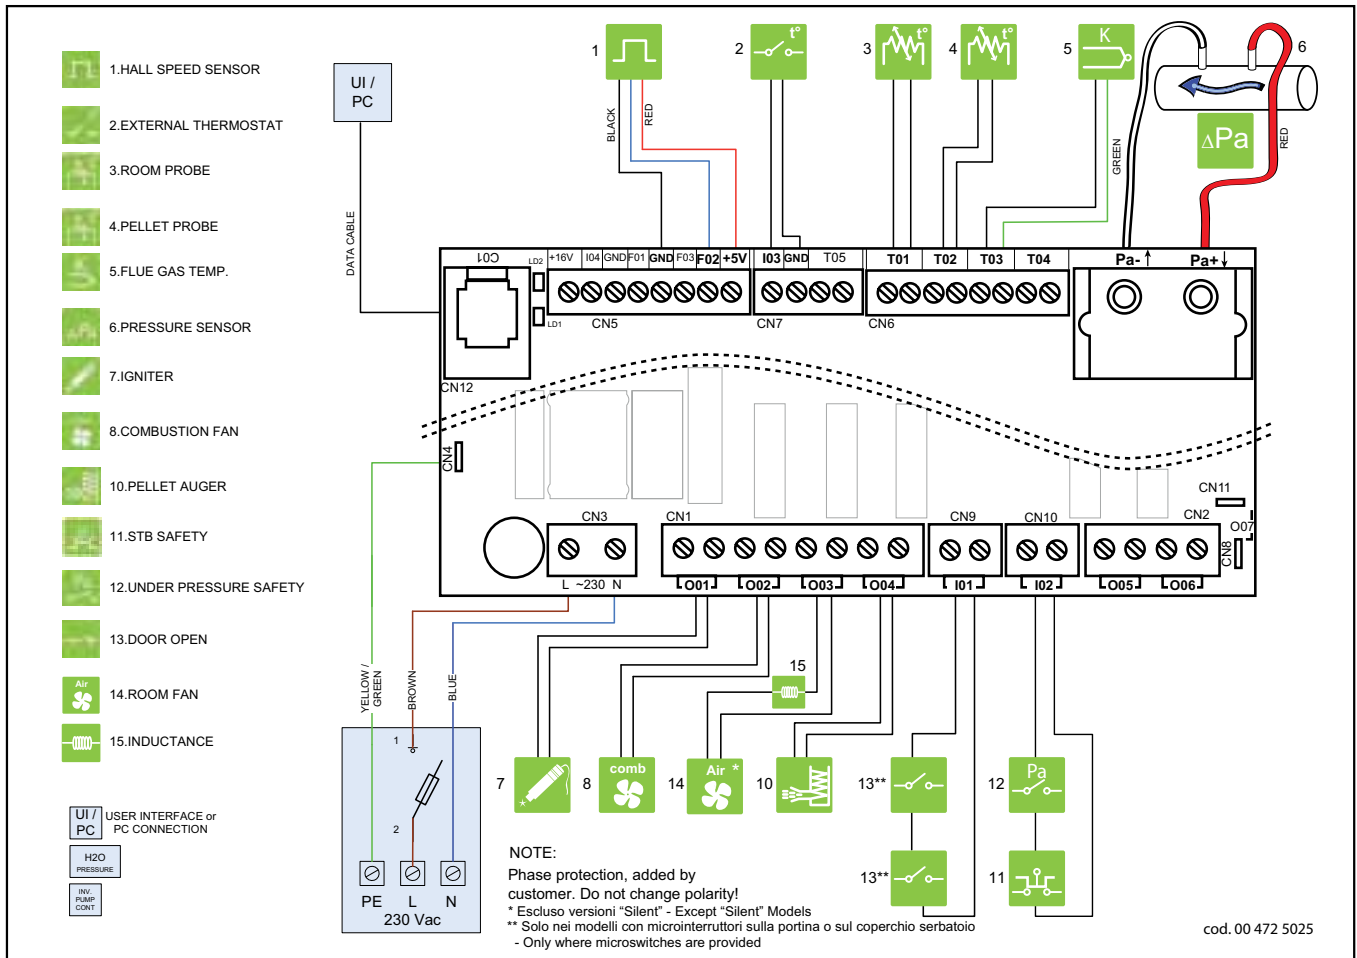 1.HALL SPEED SENSOR
2.EXTERNAL THERMOSTAT
3.ROOM PROBE
4.PELLET PROBE
5.FLUE GAS TEMP.
6.PRESSURE SENSOR
7.IGNITER
8.COMBUSTION FAN
10.PELLET AUGER
11.STB SAFETY
12.UNDER PRESSURE SAFETY
13.DOOR OPEN
Air
14.ROOM FAN
15.INDUCTANCE
UI / PC
USER INTERFACE or
PC CONNECTION
H2O
PRESSURE
INV.
PUMP
CONT
UI /
PC
DATA CABLE
1
BLACK
RED
2
t°
3
t°
4
t°
5
K
GREEN
6
ΔPa
RED
C01
LD2
LD1
CN12
+16V I04 GND F01 GND F03 F02 +5V
CN5
I03 GND T05
CN7
T01 T02 T03 T04
CN6
Pa- Pa+
CN4
CN11
CN3
CN1
CN9
CN10
CN2
O07
CN8
L ~230 N
O01 O02 O03 O04
I01
I02
O05 O06
YELLOW /
GREEN
BROWN
BLUE
1
2
PE L N
230 Vac
15
7
8
comb
14
Air *
10
13**
13**
12
Pa
11
NOTE:
Phase protection, added by
customer. Do not change polarity!
* Escluso versioni “Silent” - Except “Silent” Models
** Solo nei modelli con microinterruttori sulla portina o sul coperchio serbatoio
- Only where microswitches are provided
cod. 00 472 5025